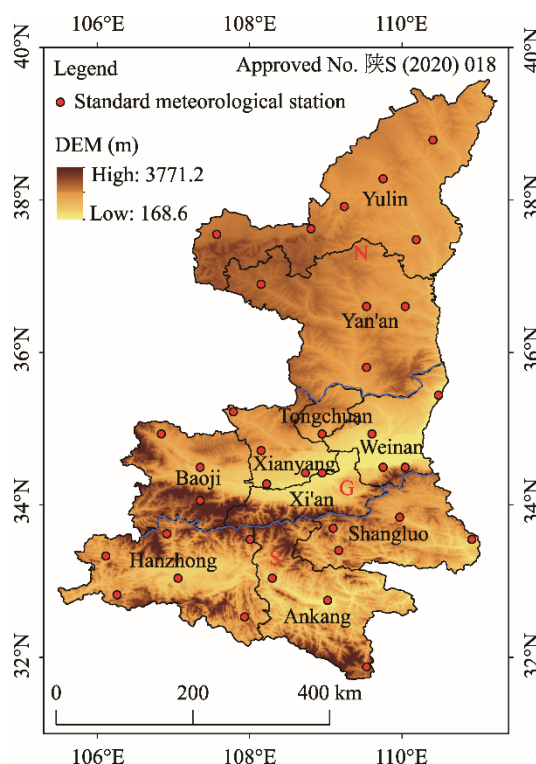 106°E 108°E 110°E
40°N 40°N
Legend Approved No. 陕S (2020) 018
Standard meteorological station
DEM (m)
High: 3771.2
Low: 168.6
38°N 38°N
Yulin
N
Yan'an
36°N 36°N
Tongchuan
Weinan
Xianyang
Baoji
G
Xi'an
34°N 34°N
Shangluo
Hanzhong
S
Ankang
32°N 32°N
0 200 400 km
106°E 108°E 110°E